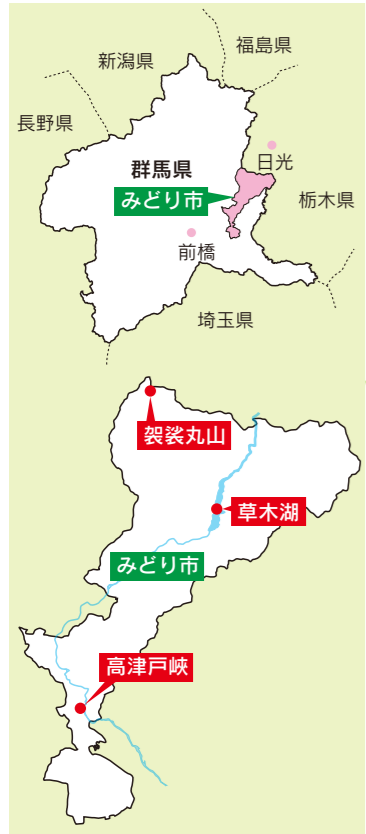 福島県
新潟県
長野県
日光
群馬県
みどり市
栃木県
前橋
埼玉県
袈裟丸山
草木湖
みどり市
高津戸峡